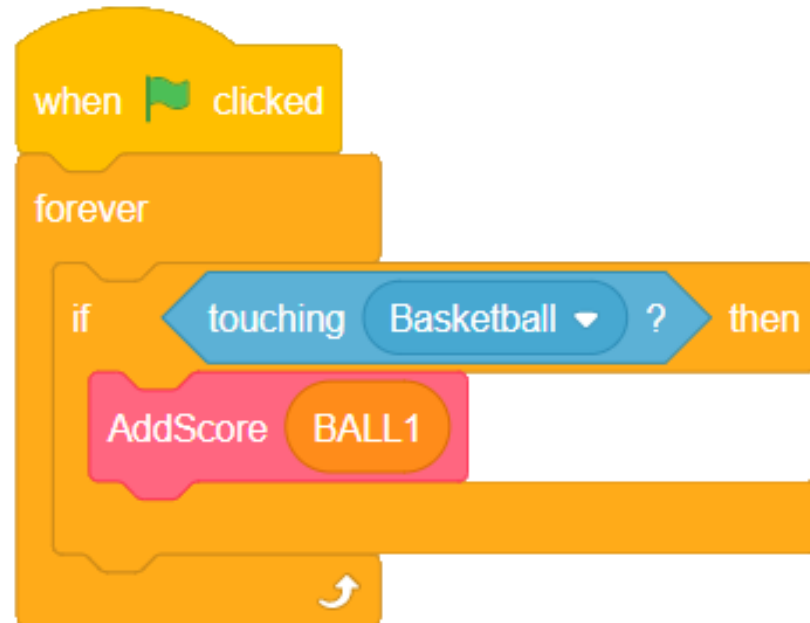 when clicked
forever
if touching Basketball ? then
AddScore BALL1